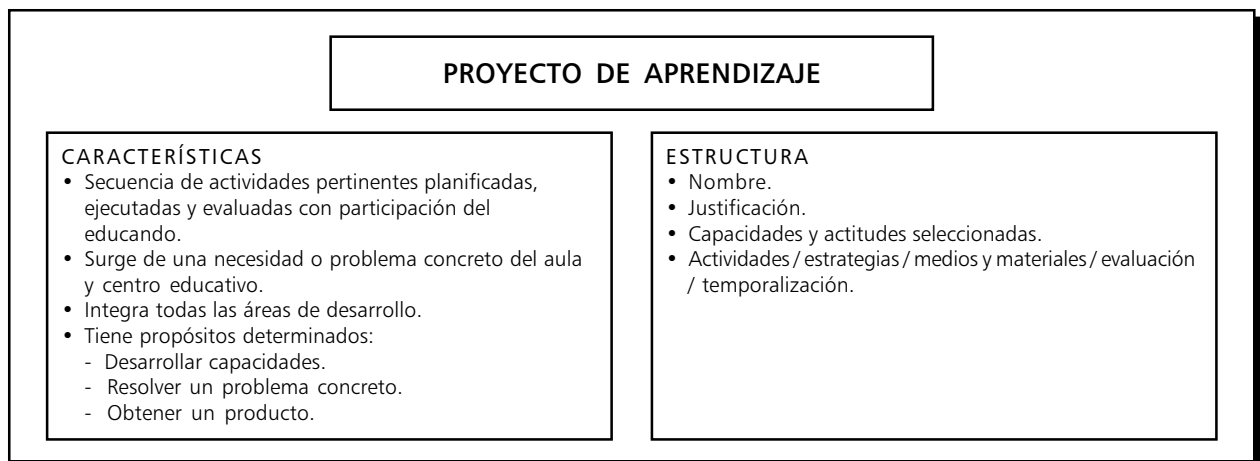 PROYECTO DE APRENDIZAJE
CARACTERÍSTICAS
• Secuencia de actividades pertinentes planificadas,
ejecutadas y evaluadas con participación del
educando.
• Surge de una necesidad o problema concreto del aula
y centro educativo.
• Integra todas las áreas de desarrollo.
• Tiene propósitos determinados:
- Desarrollar capacidades.
- Resolver un problema concreto.
- Obtener un producto.
ESTRUCTURA
• Nombre.
• Justificación.
• Capacidades y actitudes seleccionadas.
• Actividades / estrategias / medios y materiales / evaluación
/ temporalización.